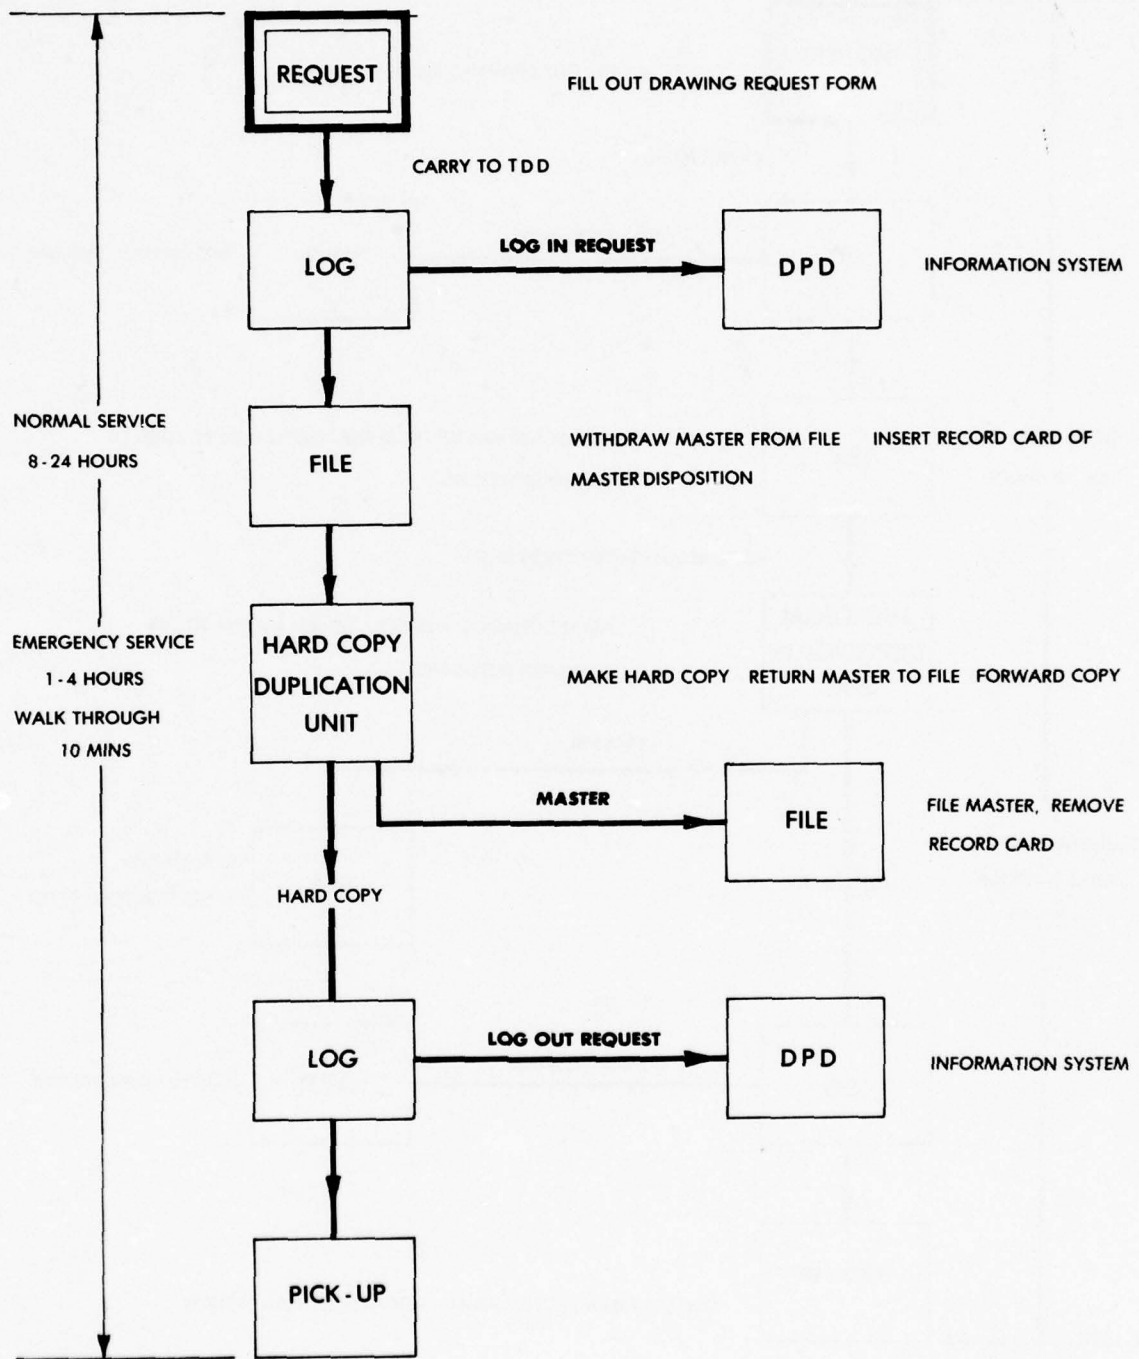 REQUEST
FILL OUT DRAWING REQUEST FORM
CARRY TO TDD
LOG
LOG IN REQUEST
DPD
INFORMATION SYSTEM
NORMAL SERVICE
8-24 HOURS
FILE
WITHDRAW MASTER FROM FILE INSERT RECORD CARD OF
MASTER DISPOSITION
EMERGENCY SERVICE
1-4 HOURS
WALK THROUGH
10 MINS
HARD COPY
DUPLICATION
UNIT
MAKE HARD COPY RETURN MASTER TO FILE FORWARD COPY
MASTER
FILE
FILE MASTER, REMOVE
RECORD CARD
HARD COPY
LOG
LOG OUT REQUEST
DPD
INFORMATION SYSTEM
PICK-UP